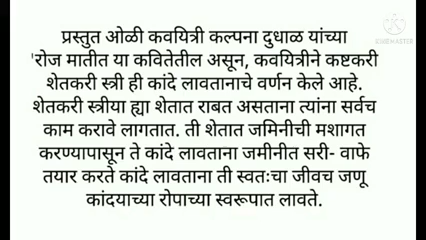 प्रस्तुत ओळी कवयित्री कल्पना दुधाळ यांच्या
'रोज मातीत या कवितेतील असून, कवयित्रीने कष्टकरी
शेतकरी स्त्री ही कांदे लावतानाचे वर्णन केले आहे.
शेतकरी स्त्रीया ह्या शेतात राबत असताना त्यांना सर्वच
काम करावे लागतात. ती शेतात जमिनीची मशागत
करण्यापासून ते कांदे लावताना जमीनीत सरी- वाफे
तयार करते कांदे लावताना ती स्वतःचा जीवच जणू
कांदयाच्या रोपाच्या स्वरूपात लावते.
KINEMASTER